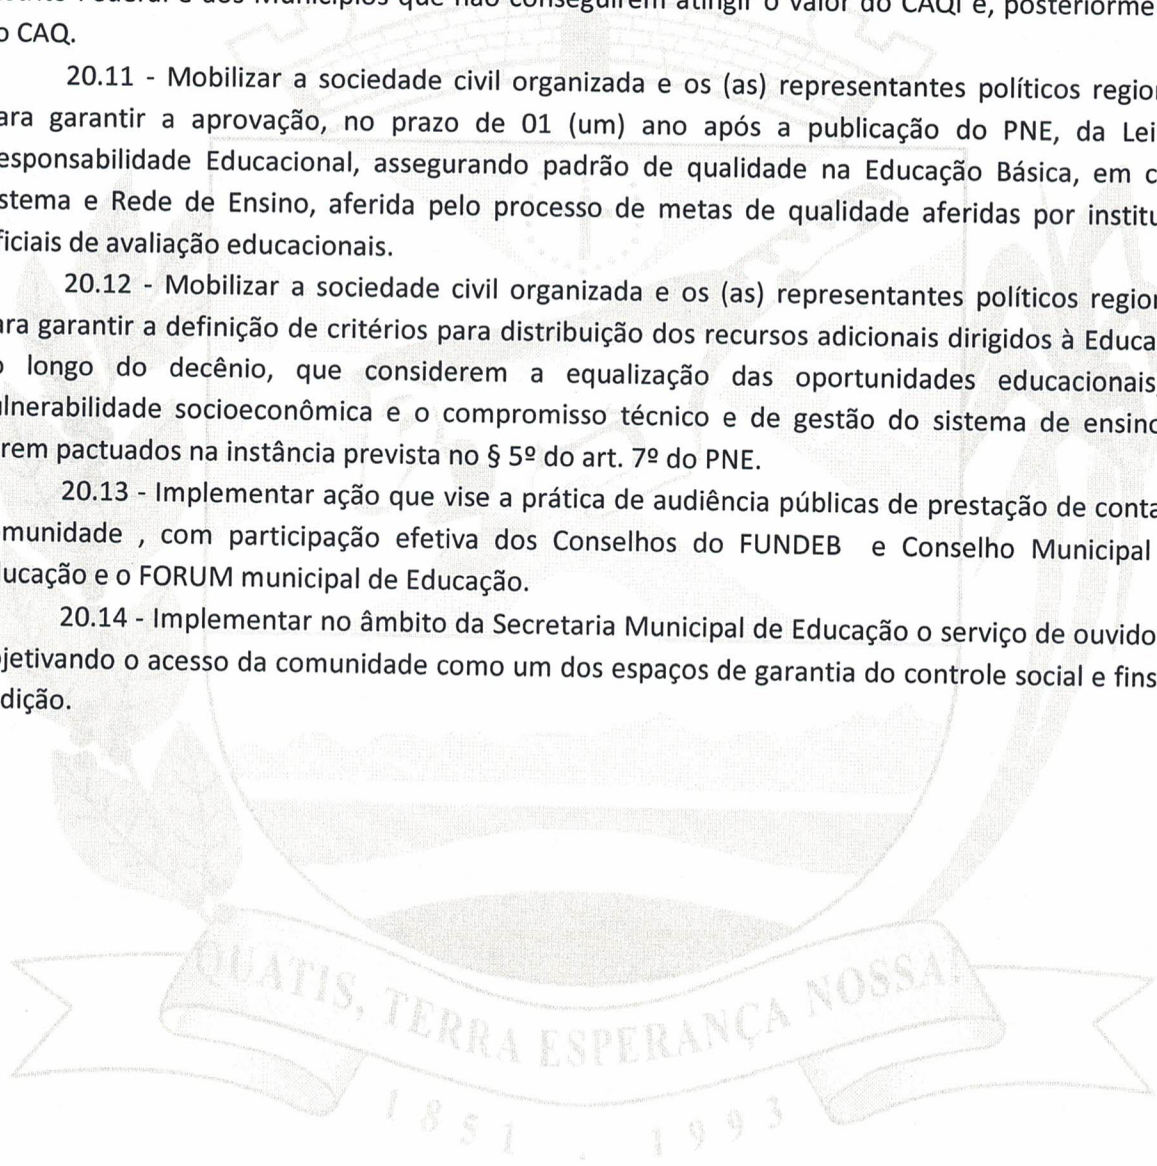 Federal e dos Municípios que não conseguirem atingir o valor do CAQi e, posteriorme
o CAQ.
20.11 - Mobilizar a sociedade civil organizada e os (as) representantes políticos regio
ara garantir a aprovação, no prazo de 01 (um) ano após a publicação do PNE, da Lei
esponsabilidade Educacional, assegurando padrão de qualidade na Educação Básica, em c
stema e Rede de Ensino, aferida pelo processo de metas de qualidade aferidas por institu
ficiais de avaliação educacionais.
20.12 - Mobilizar a sociedade civil organizada e os (as) representantes políticos regio
ara garantir a definição de critérios para distribuição dos recursos adicionais dirigidos à Educa
o longo do decênio, que considerem a equalização das oportunidades educacionais,
ulnerabilidade socioeconômica e o compromisso técnico e de gestão do sistema de ensino
rem pactuados na instância prevista no § 5º do art. 7º do PNE.
20.13 - Implementar ação que vise a prática de audiência públicas de prestação de conta
munidade , com participação efetiva dos Conselhos do FUNDEB e Conselho Municipal
ucação e o FORUM municipal de Educação.
20.14 - Implementar no âmbito da Secretaria Municipal de Educação o serviço de ouvido
jetivando o acesso da comunidade como um dos espaços de garantia do controle social e fins
dição.
QUATIS, TERRA ESPERANÇA NOSSA!
1851 . 1993